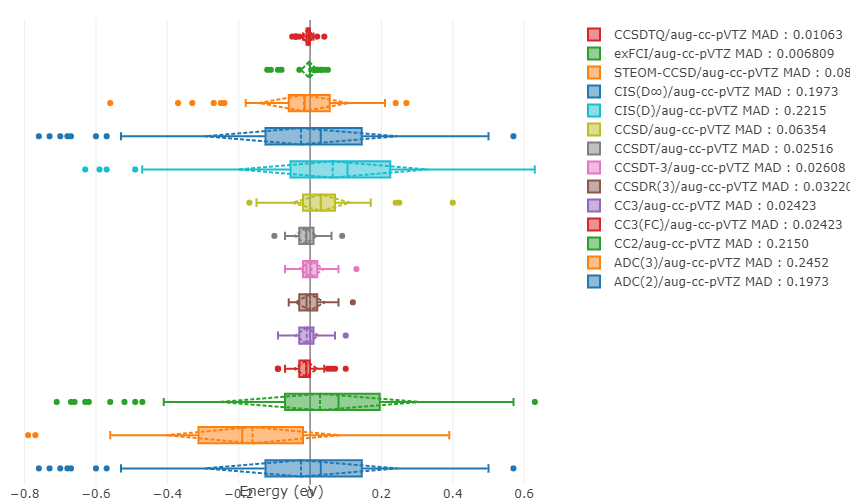 CCSDTQ/aug-cc-pVTZ MAD : 0.01063
exFCI/aug-cc-pVTZ MAD : 0.006809
STEOM-CCSD/aug-cc-pVTZ MAD : 0.08
CIS(D∞)/aug-cc-pVTZ MAD : 0.1973
CIS(D)/aug-cc-pVTZ MAD : 0.2215
CCSD/aug-cc-pVTZ MAD : 0.06354
CCSDT/aug-cc-pVTZ MAD : 0.02516
CCSDT-3/aug-cc-pVTZ MAD : 0.02608
CCSDR(3)/aug-cc-pVTZ MAD : 0.03220
CC3/aug-cc-pVTZ MAD : 0.02423
CC3(FC)/aug-cc-pVTZ MAD : 0.02423
CC2/aug-cc-pVTZ MAD : 0.2150
ADC(3)/aug-cc-pVTZ MAD : 0.2452
ADC(2)/aug-cc-pVTZ MAD : 0.1973
−0.8 −0.6 −0.4 −0.2 0 0.2 0.4 0.6
Energy (eV)